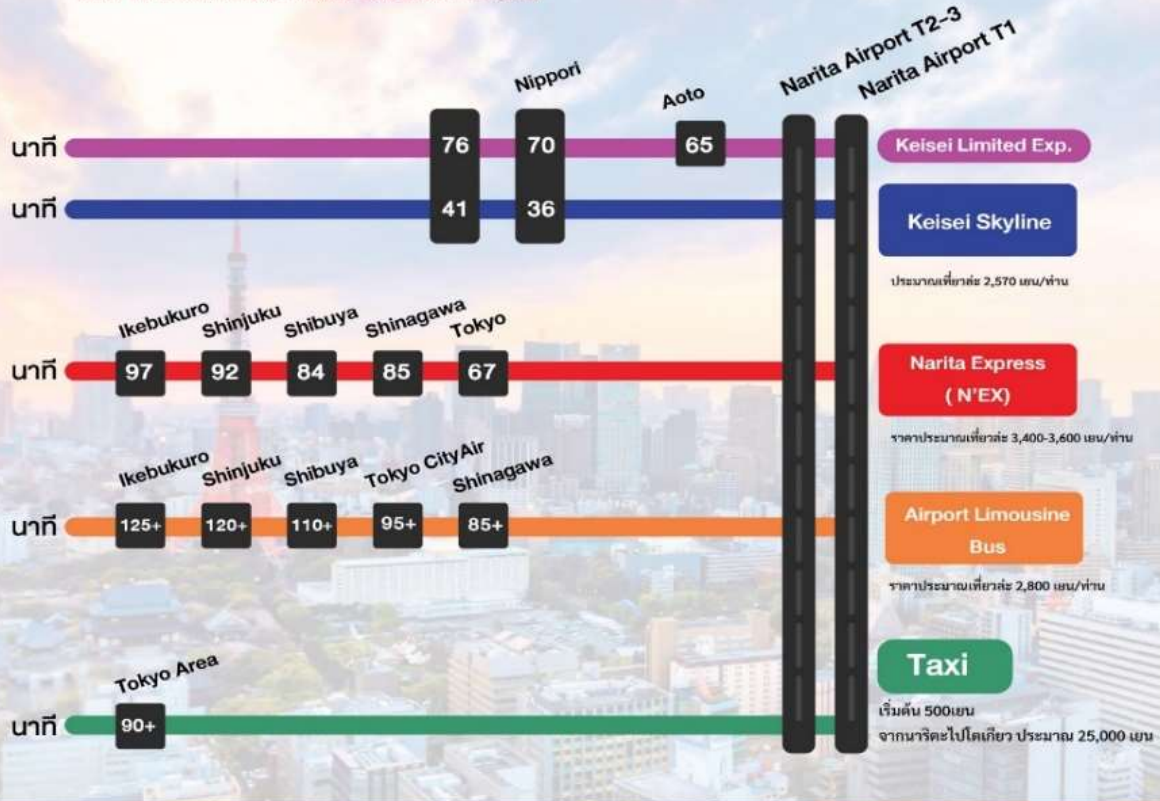 Narita Airport T2-3
Narita Airport T1
Nippori
Aoto
นาที
76
70
65
Keisei Limited Exp.
นาที
41
36
Keisei Skyline
ประมาณเที่ยวละ 2,570 เยน/ท่าน
Ikebukuro
Shinjuku
Shibuya
Shinagawa
Tokyo
นาที
97
92
84
85
67
Narita Express
( N'EX)
ราคาประมาณเที่ยวละ 3,400-3,600 เยน/ท่าน
Ikebukuro
Shinjuku
Shibuya
Tokyo CityAir
Shinagawa
นาที
125+
120+
110+
95+
85+
Airport Limousine
Bus
ราคาประมาณเที่ยวละ 2,800 เยน/ท่าน
Tokyo Area
นาที
90+
Taxi
เริ่มต้น 500เยน
จากนาริตะไปโตเกียว ประมาณ 25,000 เยน